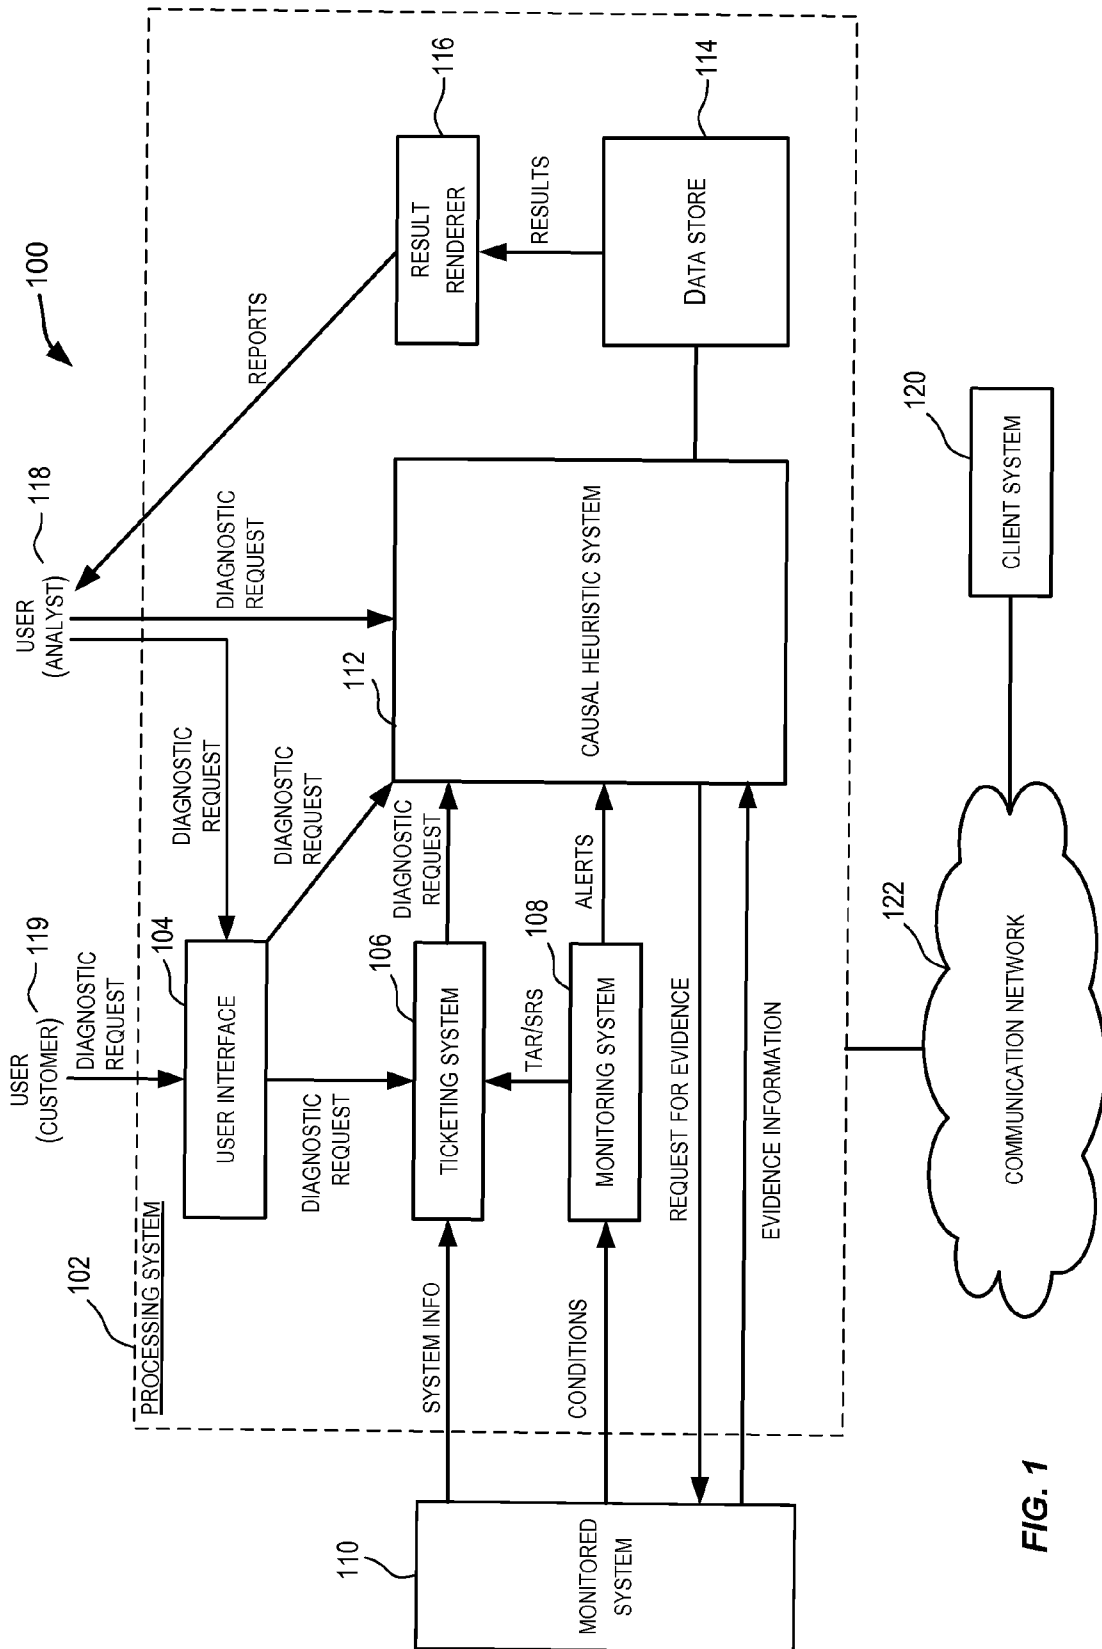 100
USER
(CUSTOMER)
119
USER
(ANALYST)
118
DIAGNOSTIC
REQUEST
102
PROCESSING SYSTEM
104
USER INTERFACE
DIAGNOSTIC
REQUEST
DIAGNOSTIC
REQUEST
DIAGNOSTIC
REQUEST
REPORTS
116
RESULT
RENDERER
DIAGNOSTIC
REQUEST
SYSTEM INFO
106
TICKETING SYSTEM
DIAGNOSTIC
REQUEST
112
CAUSAL HEURISTIC SYSTEM
RESULTS
114
DATA STORE
TAR/SRS
110
MONITORED
SYSTEM
CONDITIONS
108
MONITORING SYSTEM
ALERTS
REQUEST FOR EVIDENCE
EVIDENCE INFORMATION
122
COMMUNICATION NETWORK
120
CLIENT SYSTEM
FIG. 1